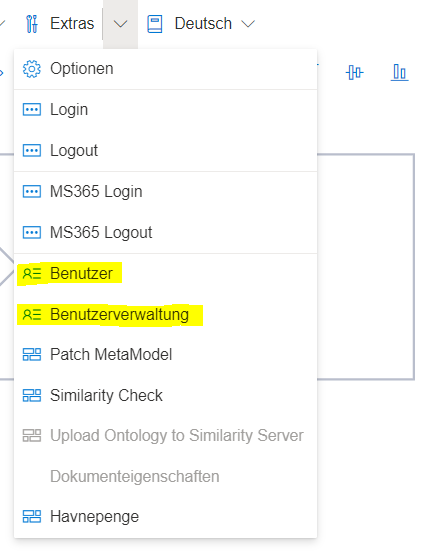 Extras
Deutsch
Optionen
Login
Logout
MS365 Login
MS365 Logout
Benutzer
Benutzerverwaltung
Patch MetaModel
Similarity Check
Upload Ontology to Similarity Server
Dokumenteigenschaften
Havnepenge